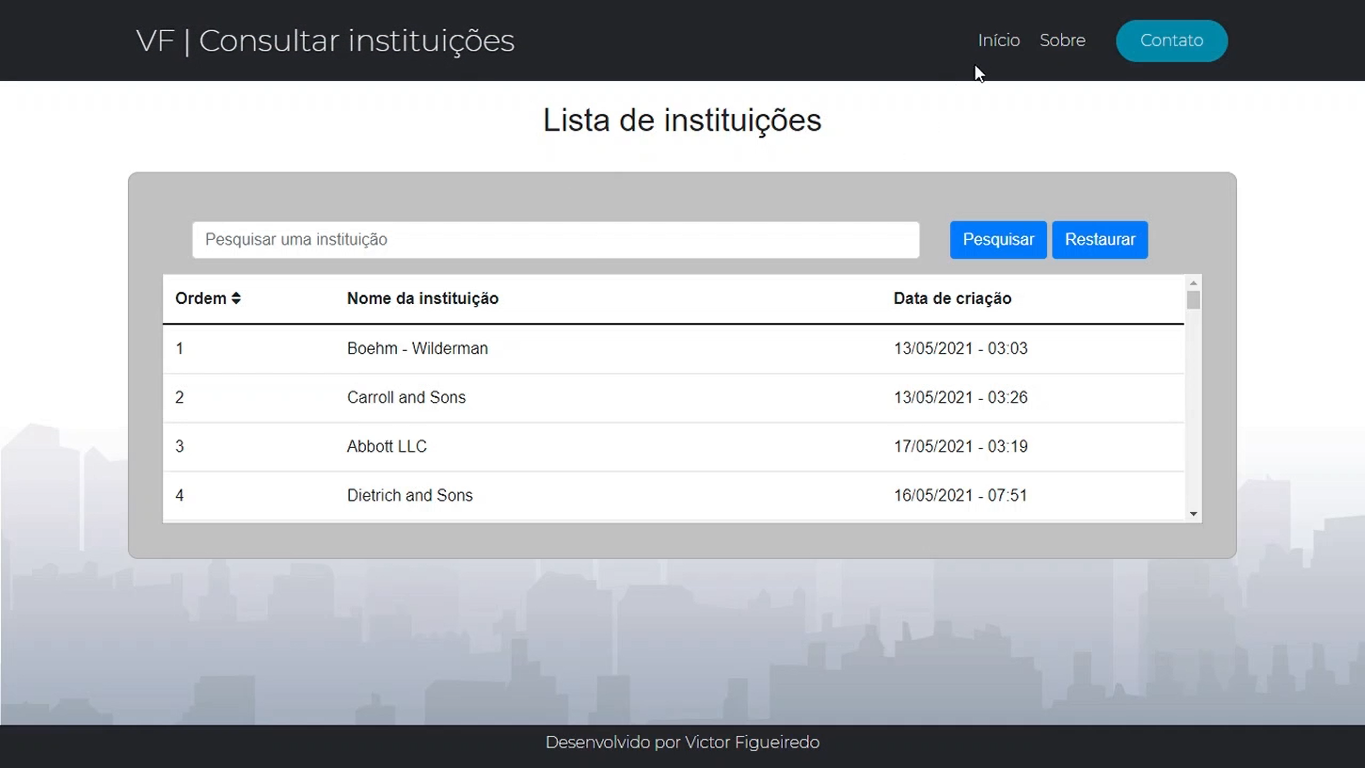 VF | Consultar instituições
Início Sobre Contato
Lista de instituições
Pesquisar uma instituição Pesquisar Restaurar
Ordem Nome da instituição Data de criação
1 Boehm - Wilderman 13/05/2021 - 03:03
2 Carroll and Sons 13/05/2021 - 03:26
3 Abbott LLC 17/05/2021 - 03:19
4 Dietrich and Sons 16/05/2021 - 07:51
Desenvolvido por Victor Figueiredo